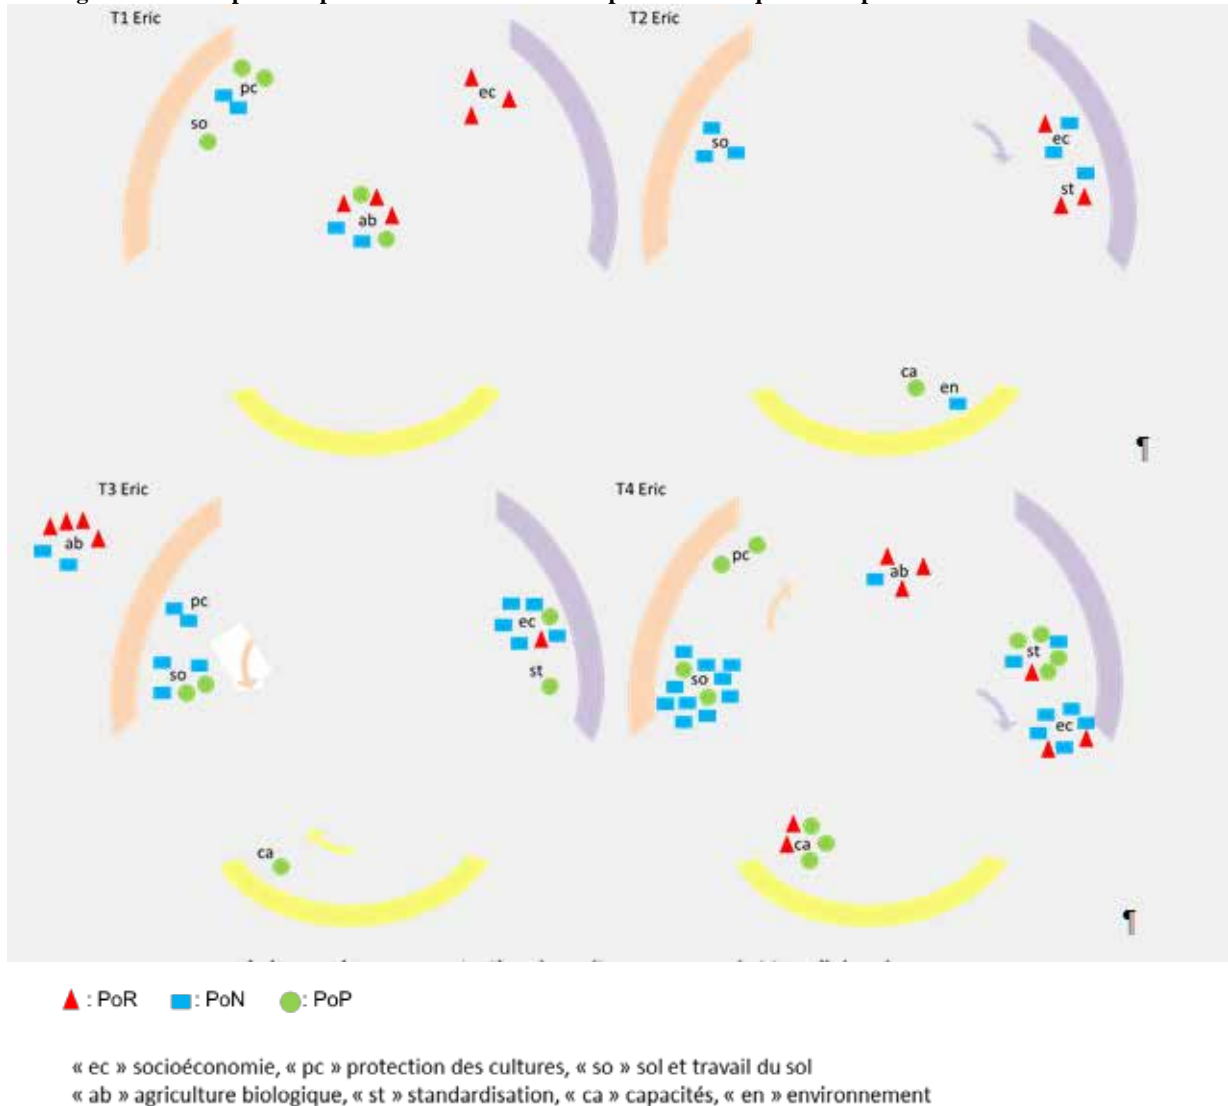 T1 Eric
T2 Eric
pc
so
ec
ab
so
ec
st
ca
en
¶
T3 Eric
T4 Eric
ab
pc
so
ec
st
ca
pc
ab
so
st
ec
ca
¶
: PoR : PoN : PoP
« ec » socioéconomie, « pc » protection des cultures, « so » sol et travail du sol
« ab » agriculture biologique, « st » standardisation, « ca » capacités, « en » environnement